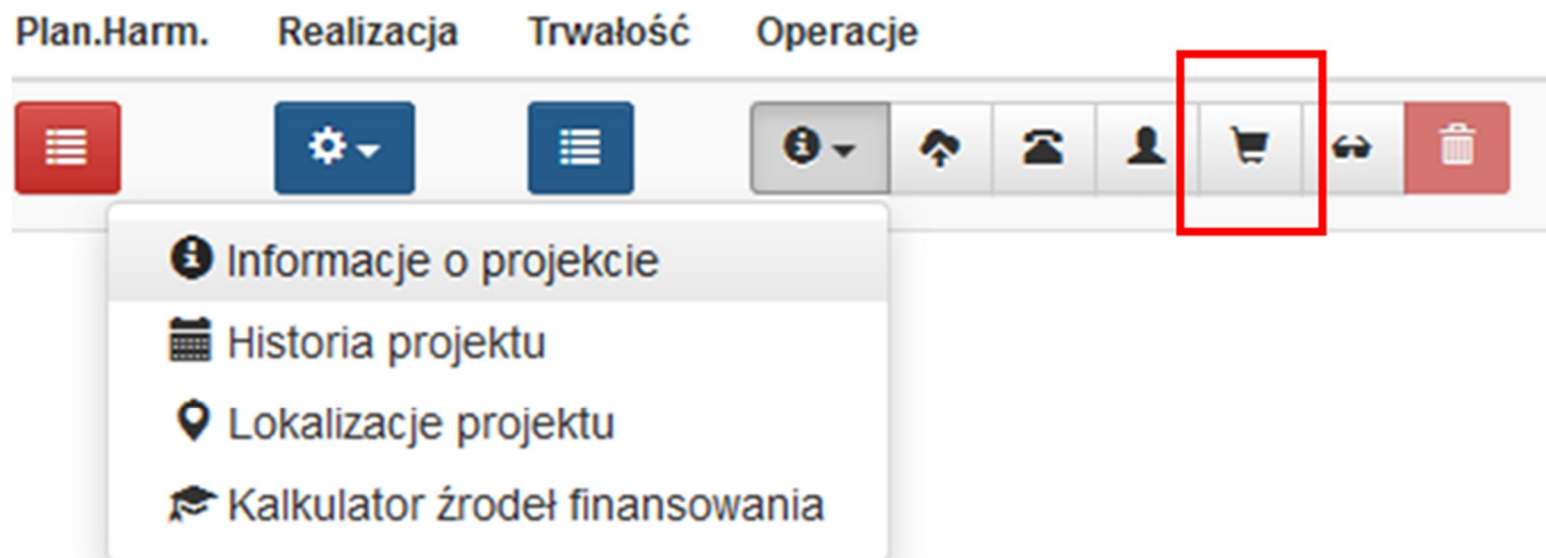 Plan.Harm. Realizacja Trwałość Operacje
Informacje o projekcie
Historia projektu
Lokalizacje projektu
Kalkulator źrodeł finansowania